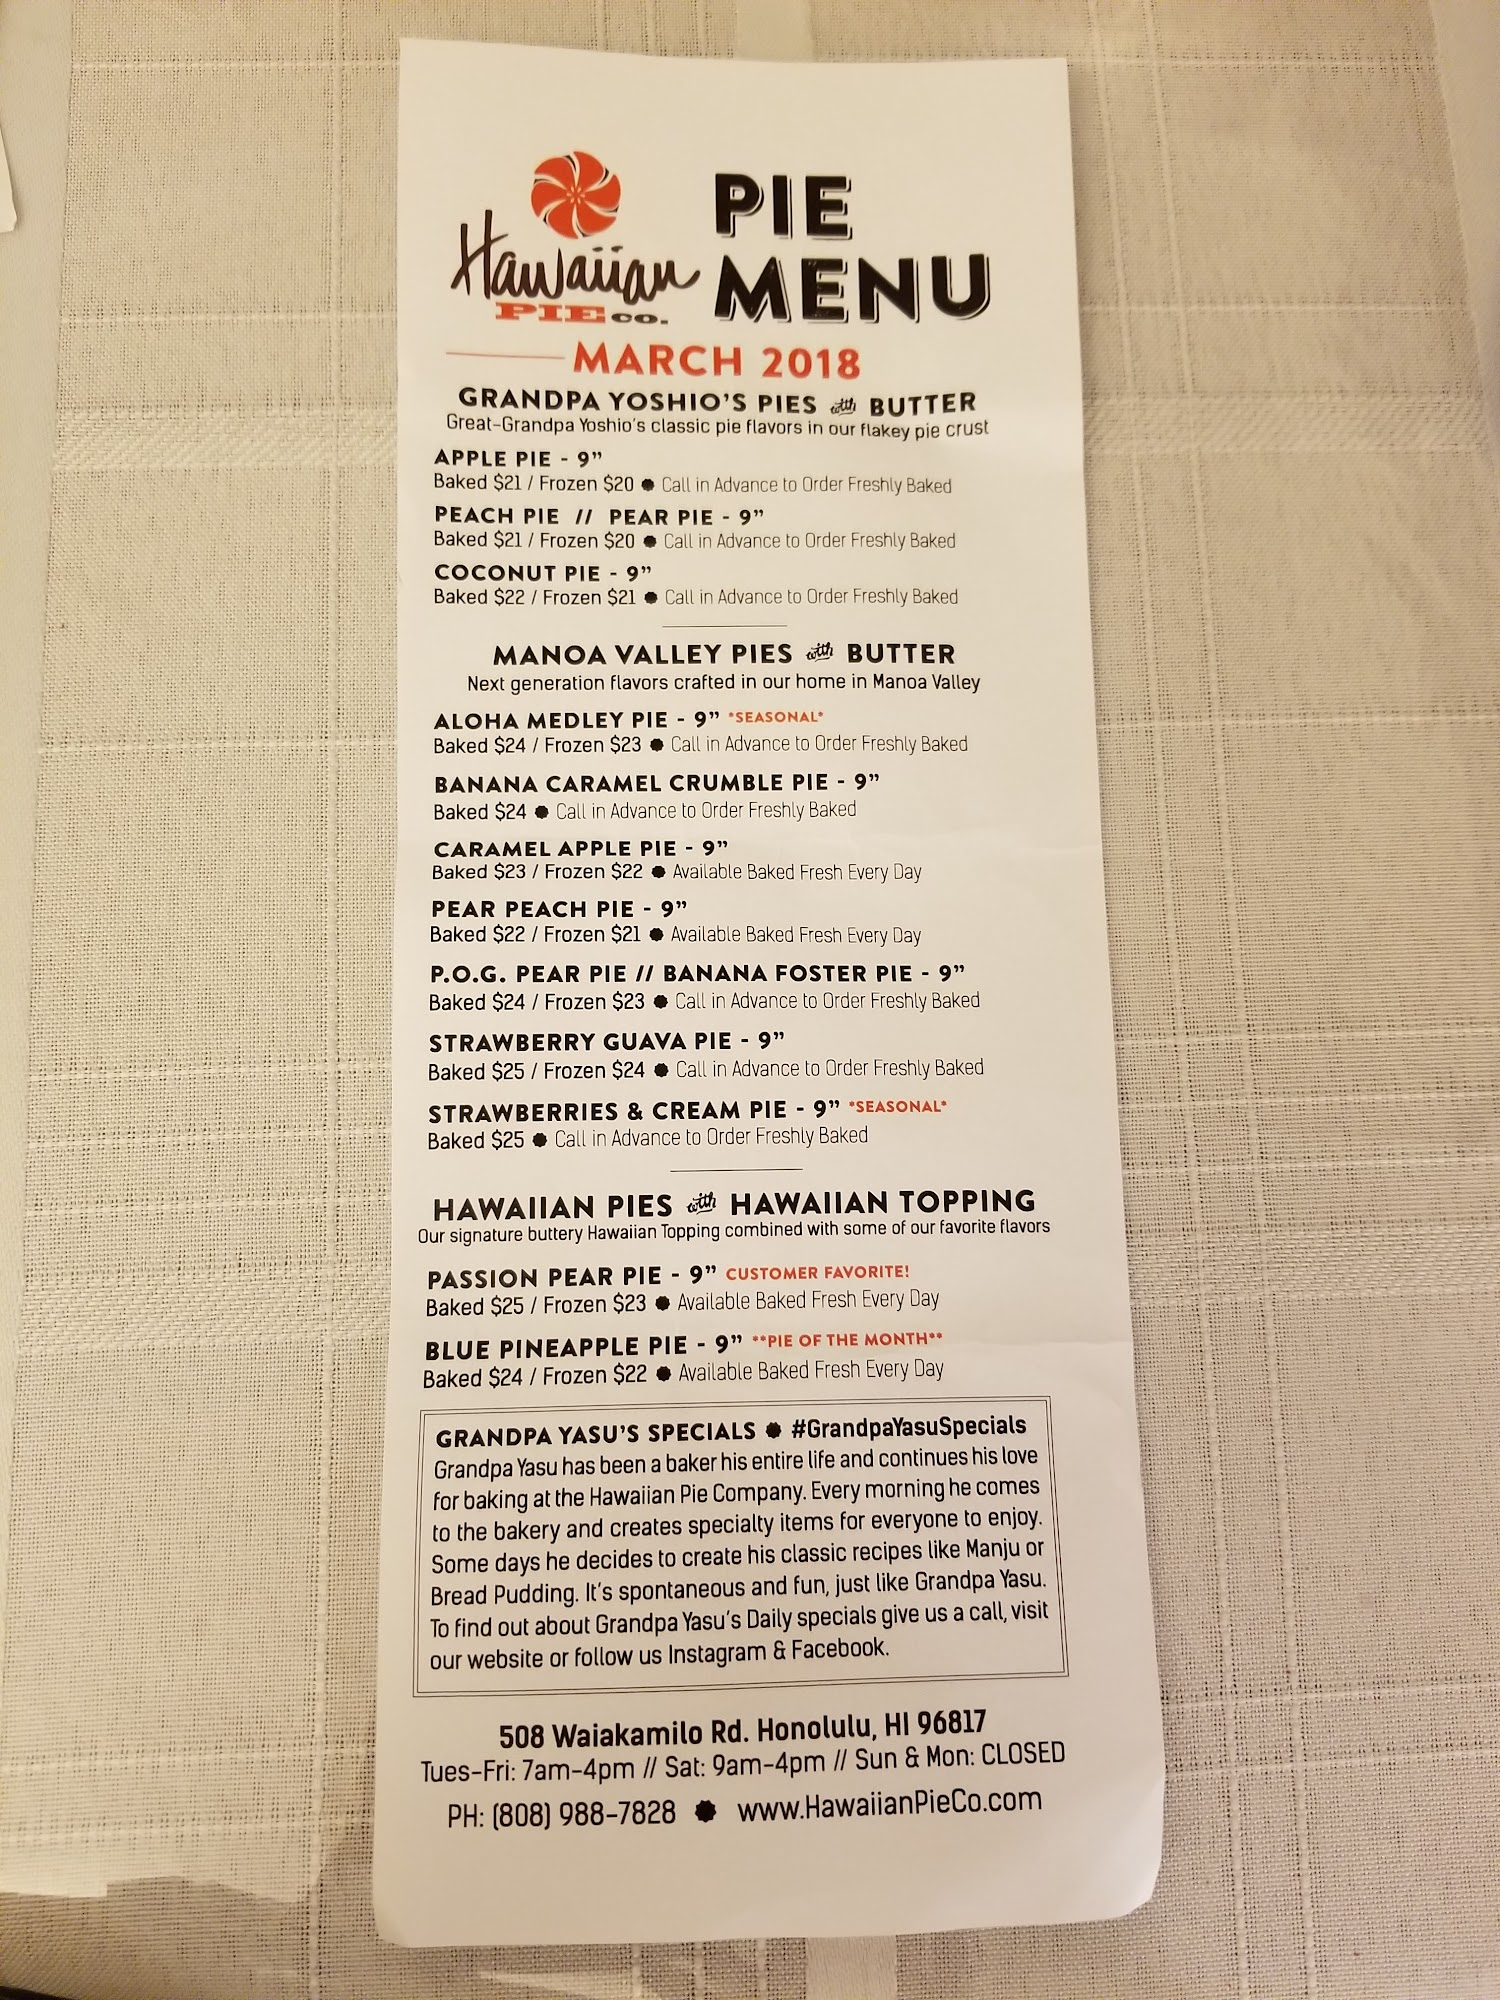 Hawaiian
PIE CO.
PIE
MENU
MARCH 2018
GRANDPA YOSHIO'S PIES with BUTTER
Great-Grandpa Yoshio's classic pie flavors in our flakey pie crust
APPLE PIE - 9"
Baked $21 / Frozen $20 ● Call in Advance to Order Freshly Baked
PEACH PIE // PEAR PIE - 9"
Baked $21 / Frozen $20 ● Call in Advance to Order Freshly Baked
COCONUT PIE - 9"
Baked $22 / Frozen $21 ● Call in Advance to Order Freshly Baked
MANOA VALLEY PIES with BUTTER
Next generation flavors crafted in our home in Manoa Valley
ALOHA MEDLEY PIE - 9" *SEASONAL*
Baked $24 / Frozen $23 ● Call in Advance to Order Freshly Baked
BANANA CARAMEL CRUMBLE PIE - 9"
Baked $24 ● Call in Advance to Order Freshly Baked
CARAMEL APPLE PIE - 9"
Baked $23 / Frozen $22 ● Available Baked Fresh Every Day
PEAR PEACH PIE - 9"
Baked $22 / Frozen $21 ● Available Baked Fresh Every Day
P.O.G. PEAR PIE // BANANA FOSTER PIE - 9"
Baked $24 / Frozen $23 ● Call in Advance to Order Freshly Baked
STRAWBERRY GUAVA PIE - 9"
Baked $25 / Frozen $24 ● Call in Advance to Order Freshly Baked
STRAWBERRIES & CREAM PIE - 9" *SEASONAL*
Baked $25 ● Call in Advance to Order Freshly Baked
HAWAIIAN PIES with HAWAIIAN TOPPING
Our signature buttery Hawaiian Topping combined with some of our favorite flavors
PASSION PEAR PIE - 9" CUSTOMER FAVORITE!
Baked $25 / Frozen $23 ● Available Baked Fresh Every Day
BLUE PINEAPPLE PIE - 9" **PIE OF THE MONTH**
Baked $24 / Frozen $22 ● Available Baked Fresh Every Day
GRANDPA YASU'S SPECIALS ● #GrandpaYasuSpecials
Grandpa Yasu has been a baker his entire life and continues his love
for baking at the Hawaiian Pie Company. Every morning he comes
to the bakery and creates specialty items for everyone to enjoy.
Some days he decides to create his classic recipes like Manju or
Bread Pudding. It's spontaneous and fun, just like Grandpa Yasu.
To find out about Grandpa Yasu's Daily specials give us a call, visit
our website or follow us Instagram & Facebook.
508 Waiakamilo Rd. Honolulu, HI 96817
Tues-Fri: 7am-4pm // Sat: 9am-4pm // Sun & Mon: CLOSED
PH: (808) 988-7828 ● www.HawaiianPieCo.com